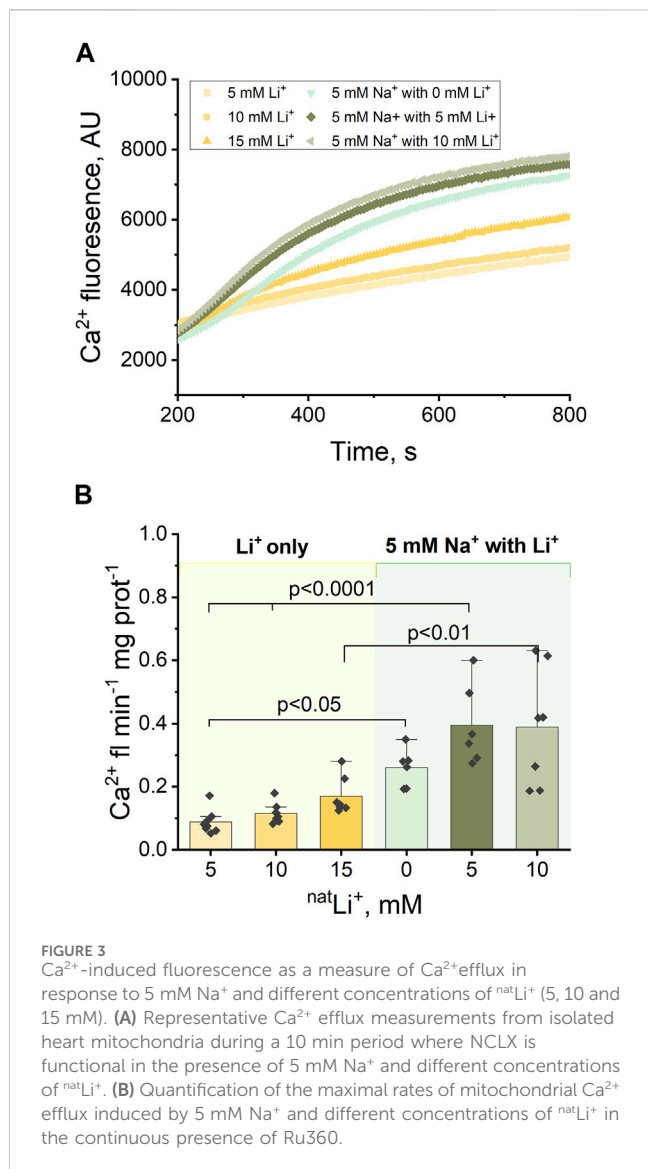 A
10000
8000
6000
4000
2000
Ca²⁺ fluoresence, AU
5 mM Li⁺
10 mM Li⁺
15 mM Li⁺
5 mM Na⁺ with 0 mM Li⁺
5 mM Na+ with 5 mM Li+
5 mM Na⁺ with 10 mM Li⁺
200 400 600 800
Time, s
B
1.0
0.8
0.6
0.4
0.2
0.0
Ca²⁺ fl min⁻¹ mg prot⁻¹
Li⁺ only
5 mM Na⁺ with Li⁺
p<0.0001
p<0.01
p<0.05
5 10 15 0 5 10
ⁿᵃᵗLi⁺, mM
FIGURE 3
Ca²⁺-induced fluorescence as a measure of Ca²⁺efflux in
response to 5 mM Na⁺ and different concentrations of ⁿᵃᵗLi⁺ (5, 10 and
15 mM). (A) Representative Ca²⁺ efflux measurements from isolated
heart mitochondria during a 10 min period where NCLX is
functional in the presence of 5 mM Na⁺ and different concentrations
of ⁿᵃᵗLi⁺. (B) Quantification of the maximal rates of mitochondrial Ca²⁺
efflux induced by 5 mM Na⁺ and different concentrations of ⁿᵃᵗLi⁺ in
the continuous presence of Ru360.